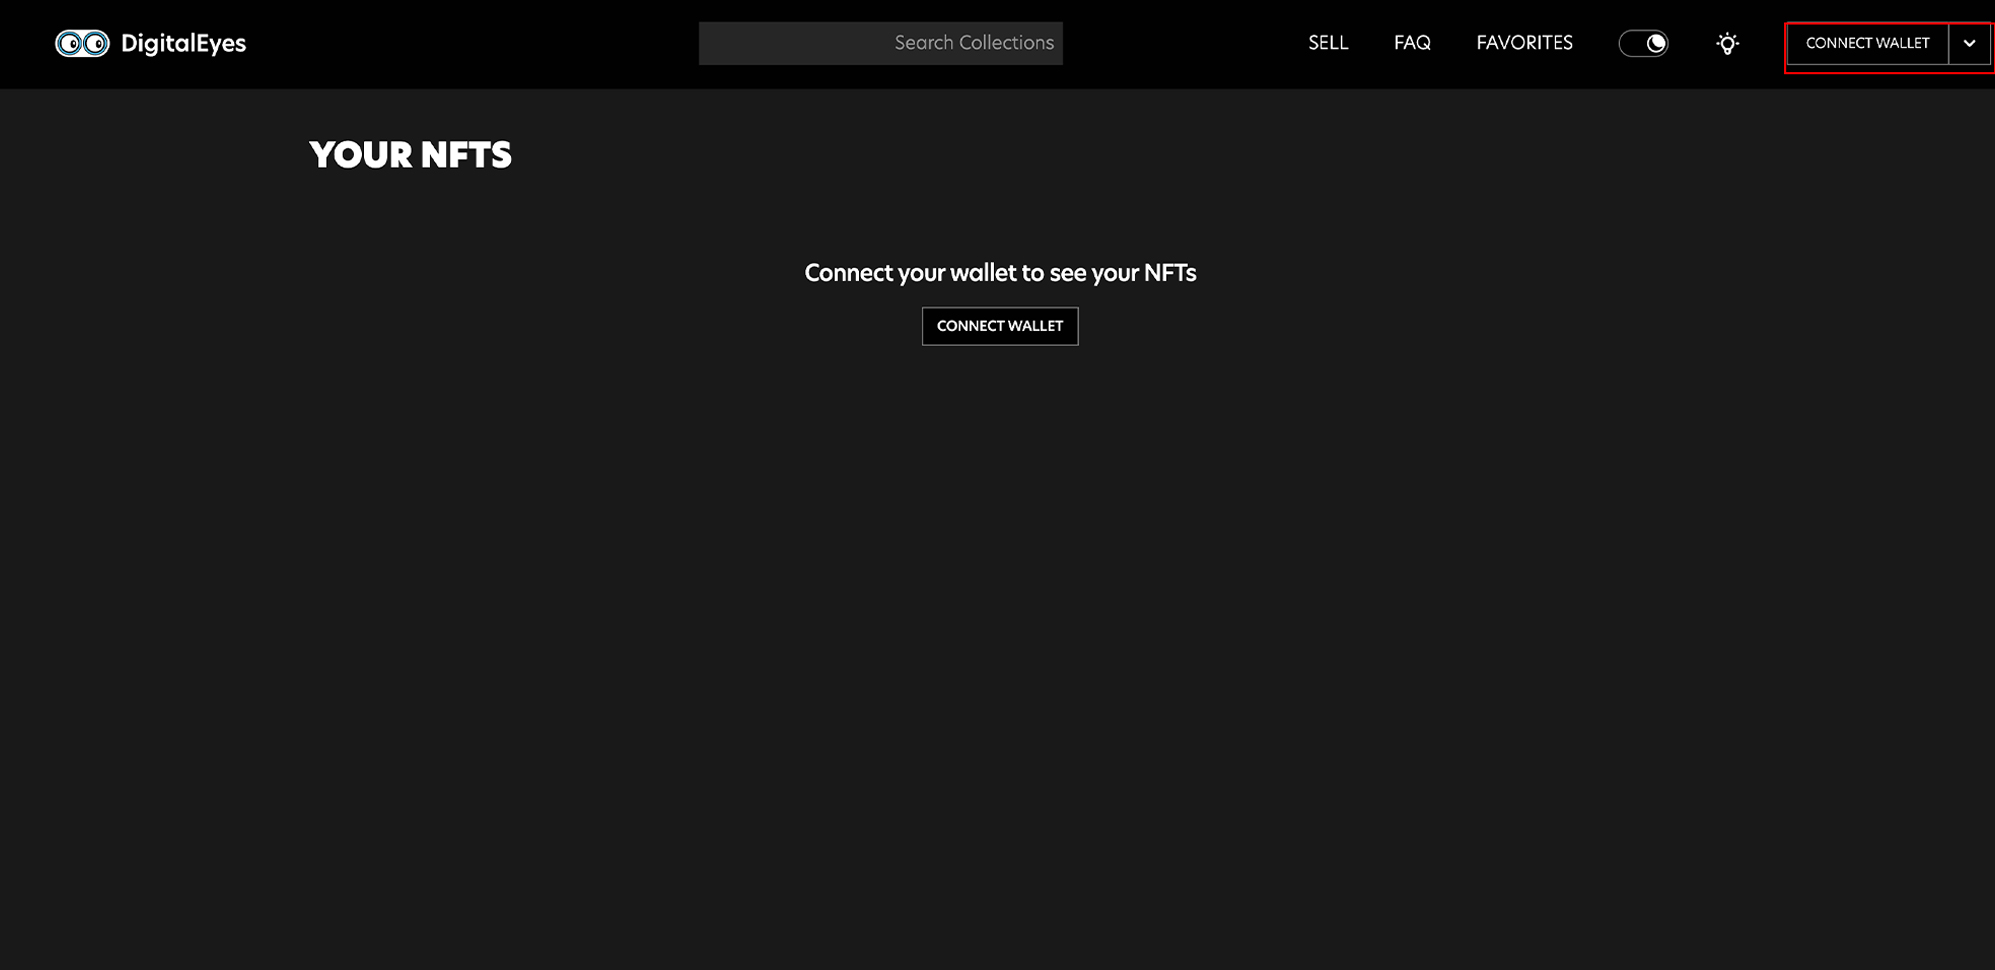 DigitalEyes
Search Collections
SELL
FAQ
FAVORITES
CONNECT WALLET
YOUR NFTS
Connect your wallet to see your NFTs
CONNECT WALLET